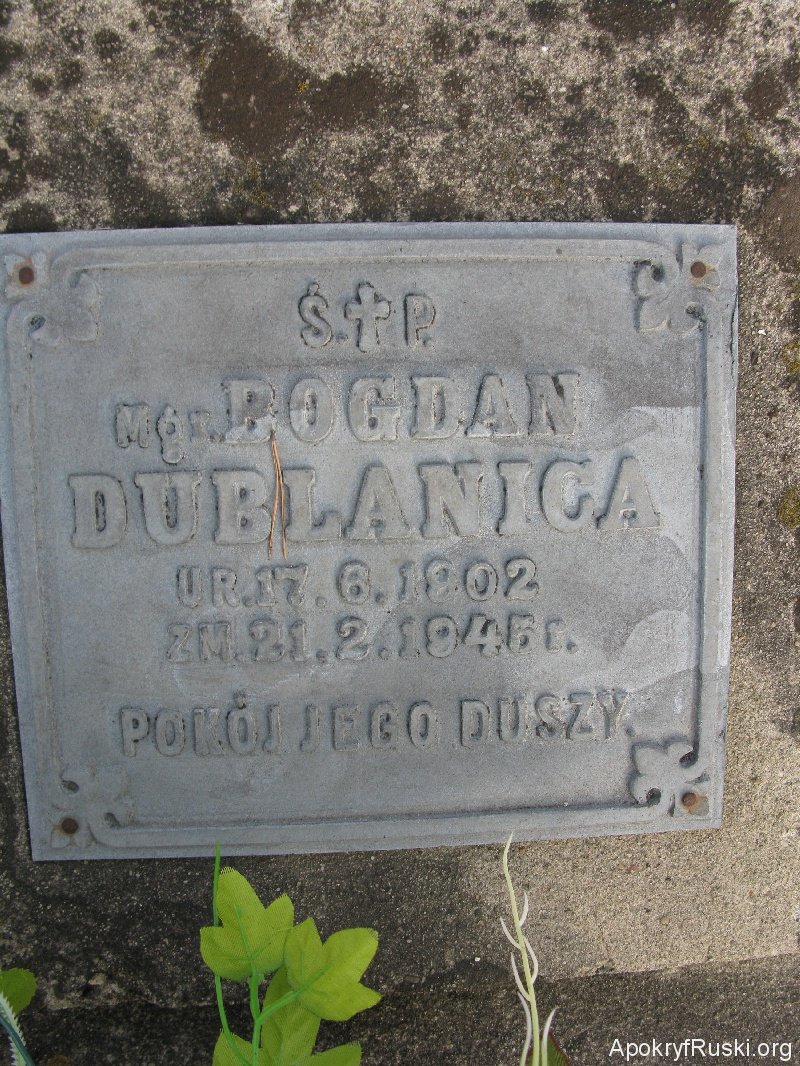 Ś.✝P.
Mgr. BOGDAN
DUBLANICA
UR. 17. 6. 1902
ZM. 21. 2. 1945 r.
POKÓJ JEGO DUSZY.
ApokryfRuski.org